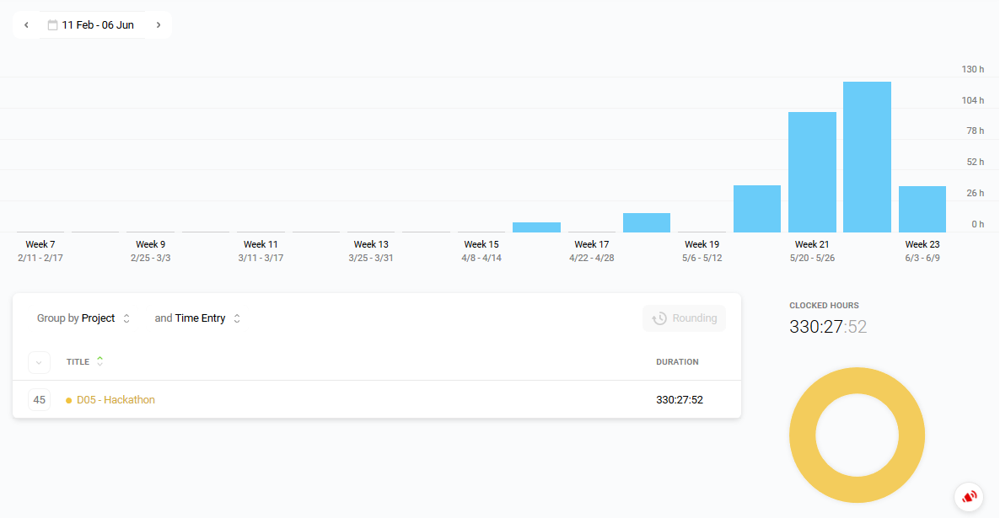 11 Feb - 06 Jun
130 h
104 h
78 h
52 h
26 h
0 h
Week 7 Week 9 Week 11 Week 13 Week 15 Week 17 Week 19 Week 21 Week 23
2/11 - 2/17 2/25 - 3/3 3/11 - 3/17 3/25 - 3/31 4/8 - 4/14 4/22 - 4/28 5/6 - 5/12 5/20 - 5/26 6/3 - 6/9
Group by Project and Time Entry Rounding
TITLE DURATION
45 D05 - Hackathon 330:27:52
CLOCKED HOURS
330:27:52